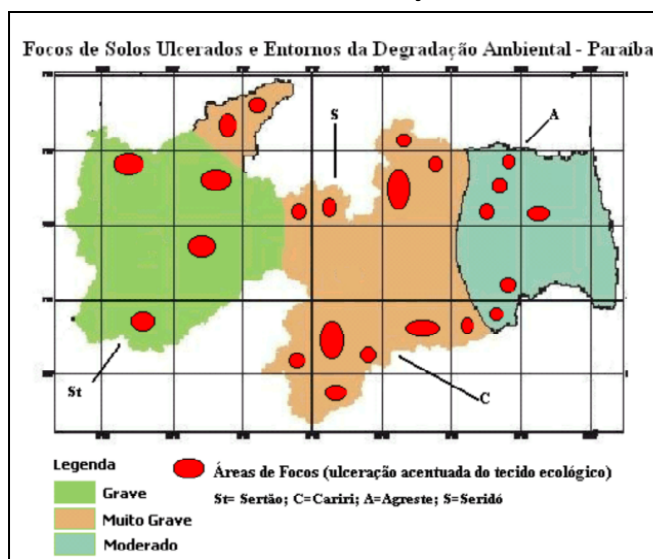 Focos de Solos Ulcerados e Entornos da Degradação Ambiental - Paraíba
S
A
St
C
Legenda
Áreas de Focos (ulceração acentuada do tecido ecológico)
Grave
St= Sertão; C=Cariri; A=Agreste; S=Seridó
Muito Grave
Moderado